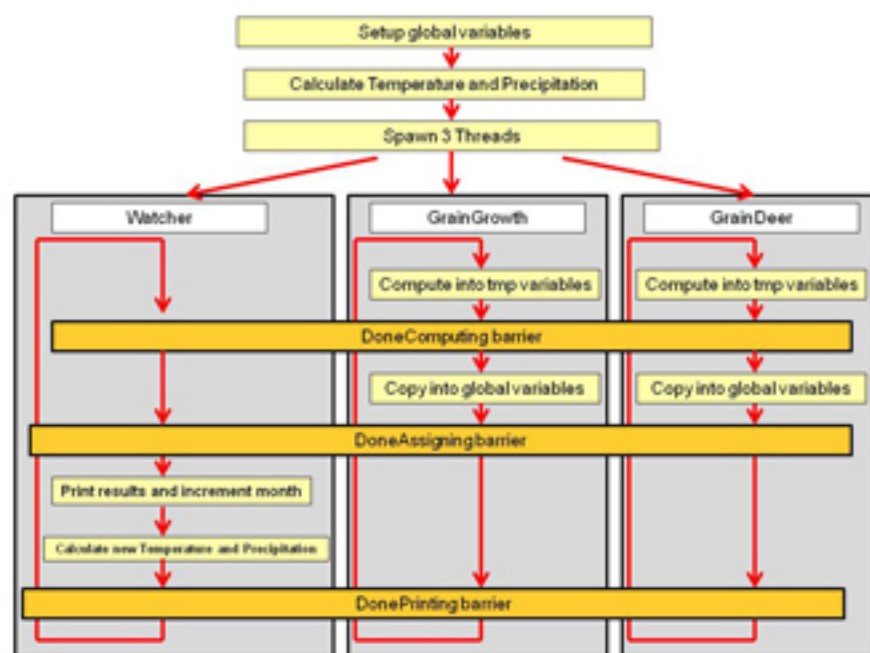 Setup global variables
Calculate Temperature and Precipitation
Spawn 3 Threads
Watcher
GrainGrowth
GrainDeer
Compute into tmp variables
Compute into tmp variables
DoneComputing barrier
Copy into global variables
Copy into global variables
DoneAssigning barrier
Print results and increment month
Calculate new Temperature and Precipitation
DonePrinting barrier